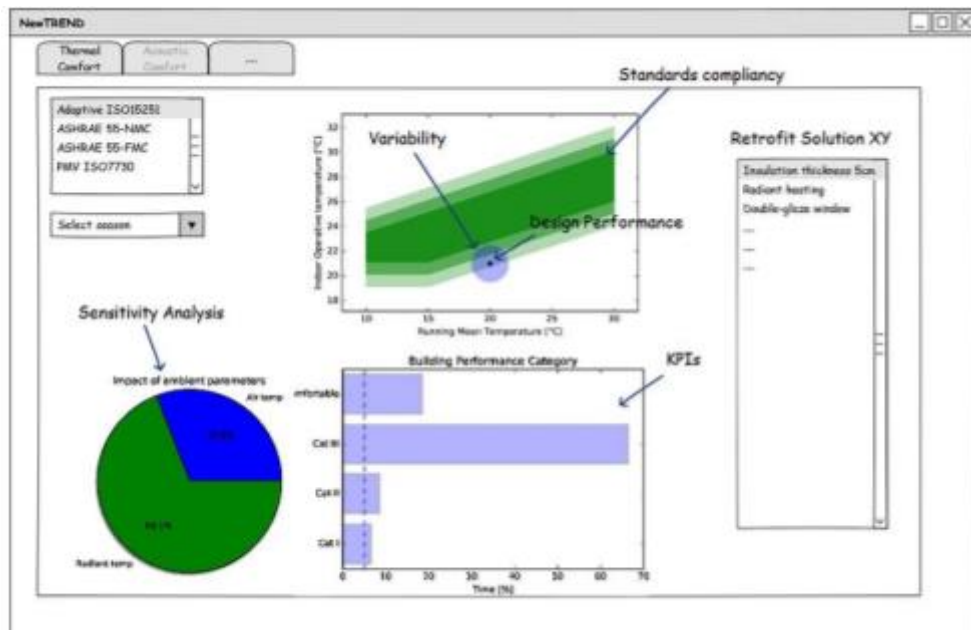 NewTREND
Thermal
Comfort
Acoustic
Comfort
...
Adaptive ISO15251
ASHRAE 55-NMC
ASHRAE 55-FMC
PMV ISO7730
Select season
Standards compliancy
Variability
Design Performance
Indoor Operative temperature [°C]
32
30
28
26
24
22
20
18
10
15
20
25
30
Running Mean Temperature [°C]
Retrofit Solution XY
Insulation thickness 5cm
Radiant heating
Double-glaze window
...
...
...
Sensitivity Analysis
Impact of ambient parameters
Air temp
Radiant temp
Building Performance Category
KPIs
mfortable
Cat III
Cat II
Cat I
0
10
20
30
40
50
60
70
Time [%]